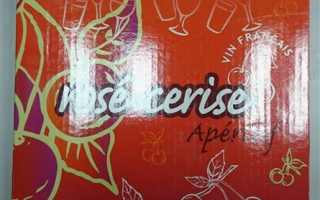 VIN FRANÇAIS
rosé cerise
Apéritif